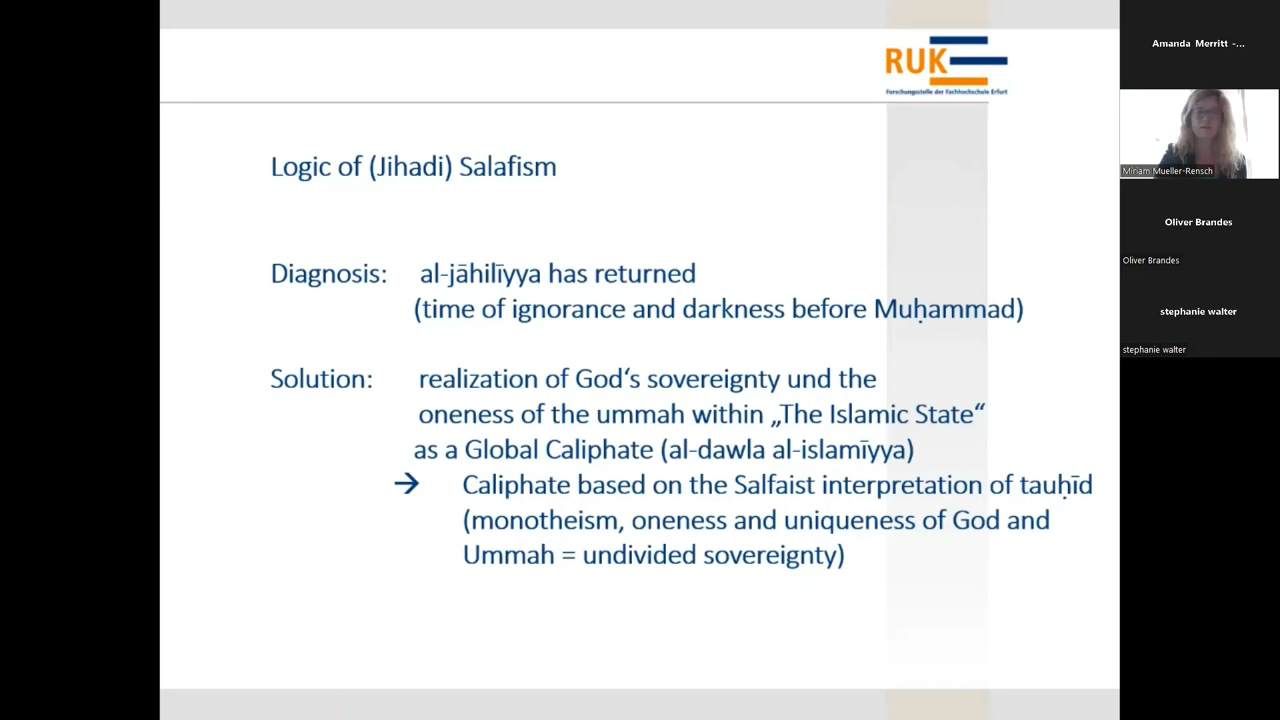 RUK
Forschungsstelle der Fachhochschule Erfurt
Logic of (Jihadi) Salafism
Diagnosis: al-jāhilīyya has returned
(time of ignorance and darkness before Muḥammad)
Solution: realization of God‘s sovereignty und the
oneness of the ummah within „The Islamic State“
as a Global Caliphate (al-dawla al-islamīyya)
→ Caliphate based on the Salfaist interpretation of tauḥīd
(monotheism, oneness and uniqueness of God and
Ummah = undivided sovereignty)
Amanda Merritt -...
Miriam Mueller-Rensch
Oliver Brandes
Oliver Brandes
stephanie walter
stephanie walter